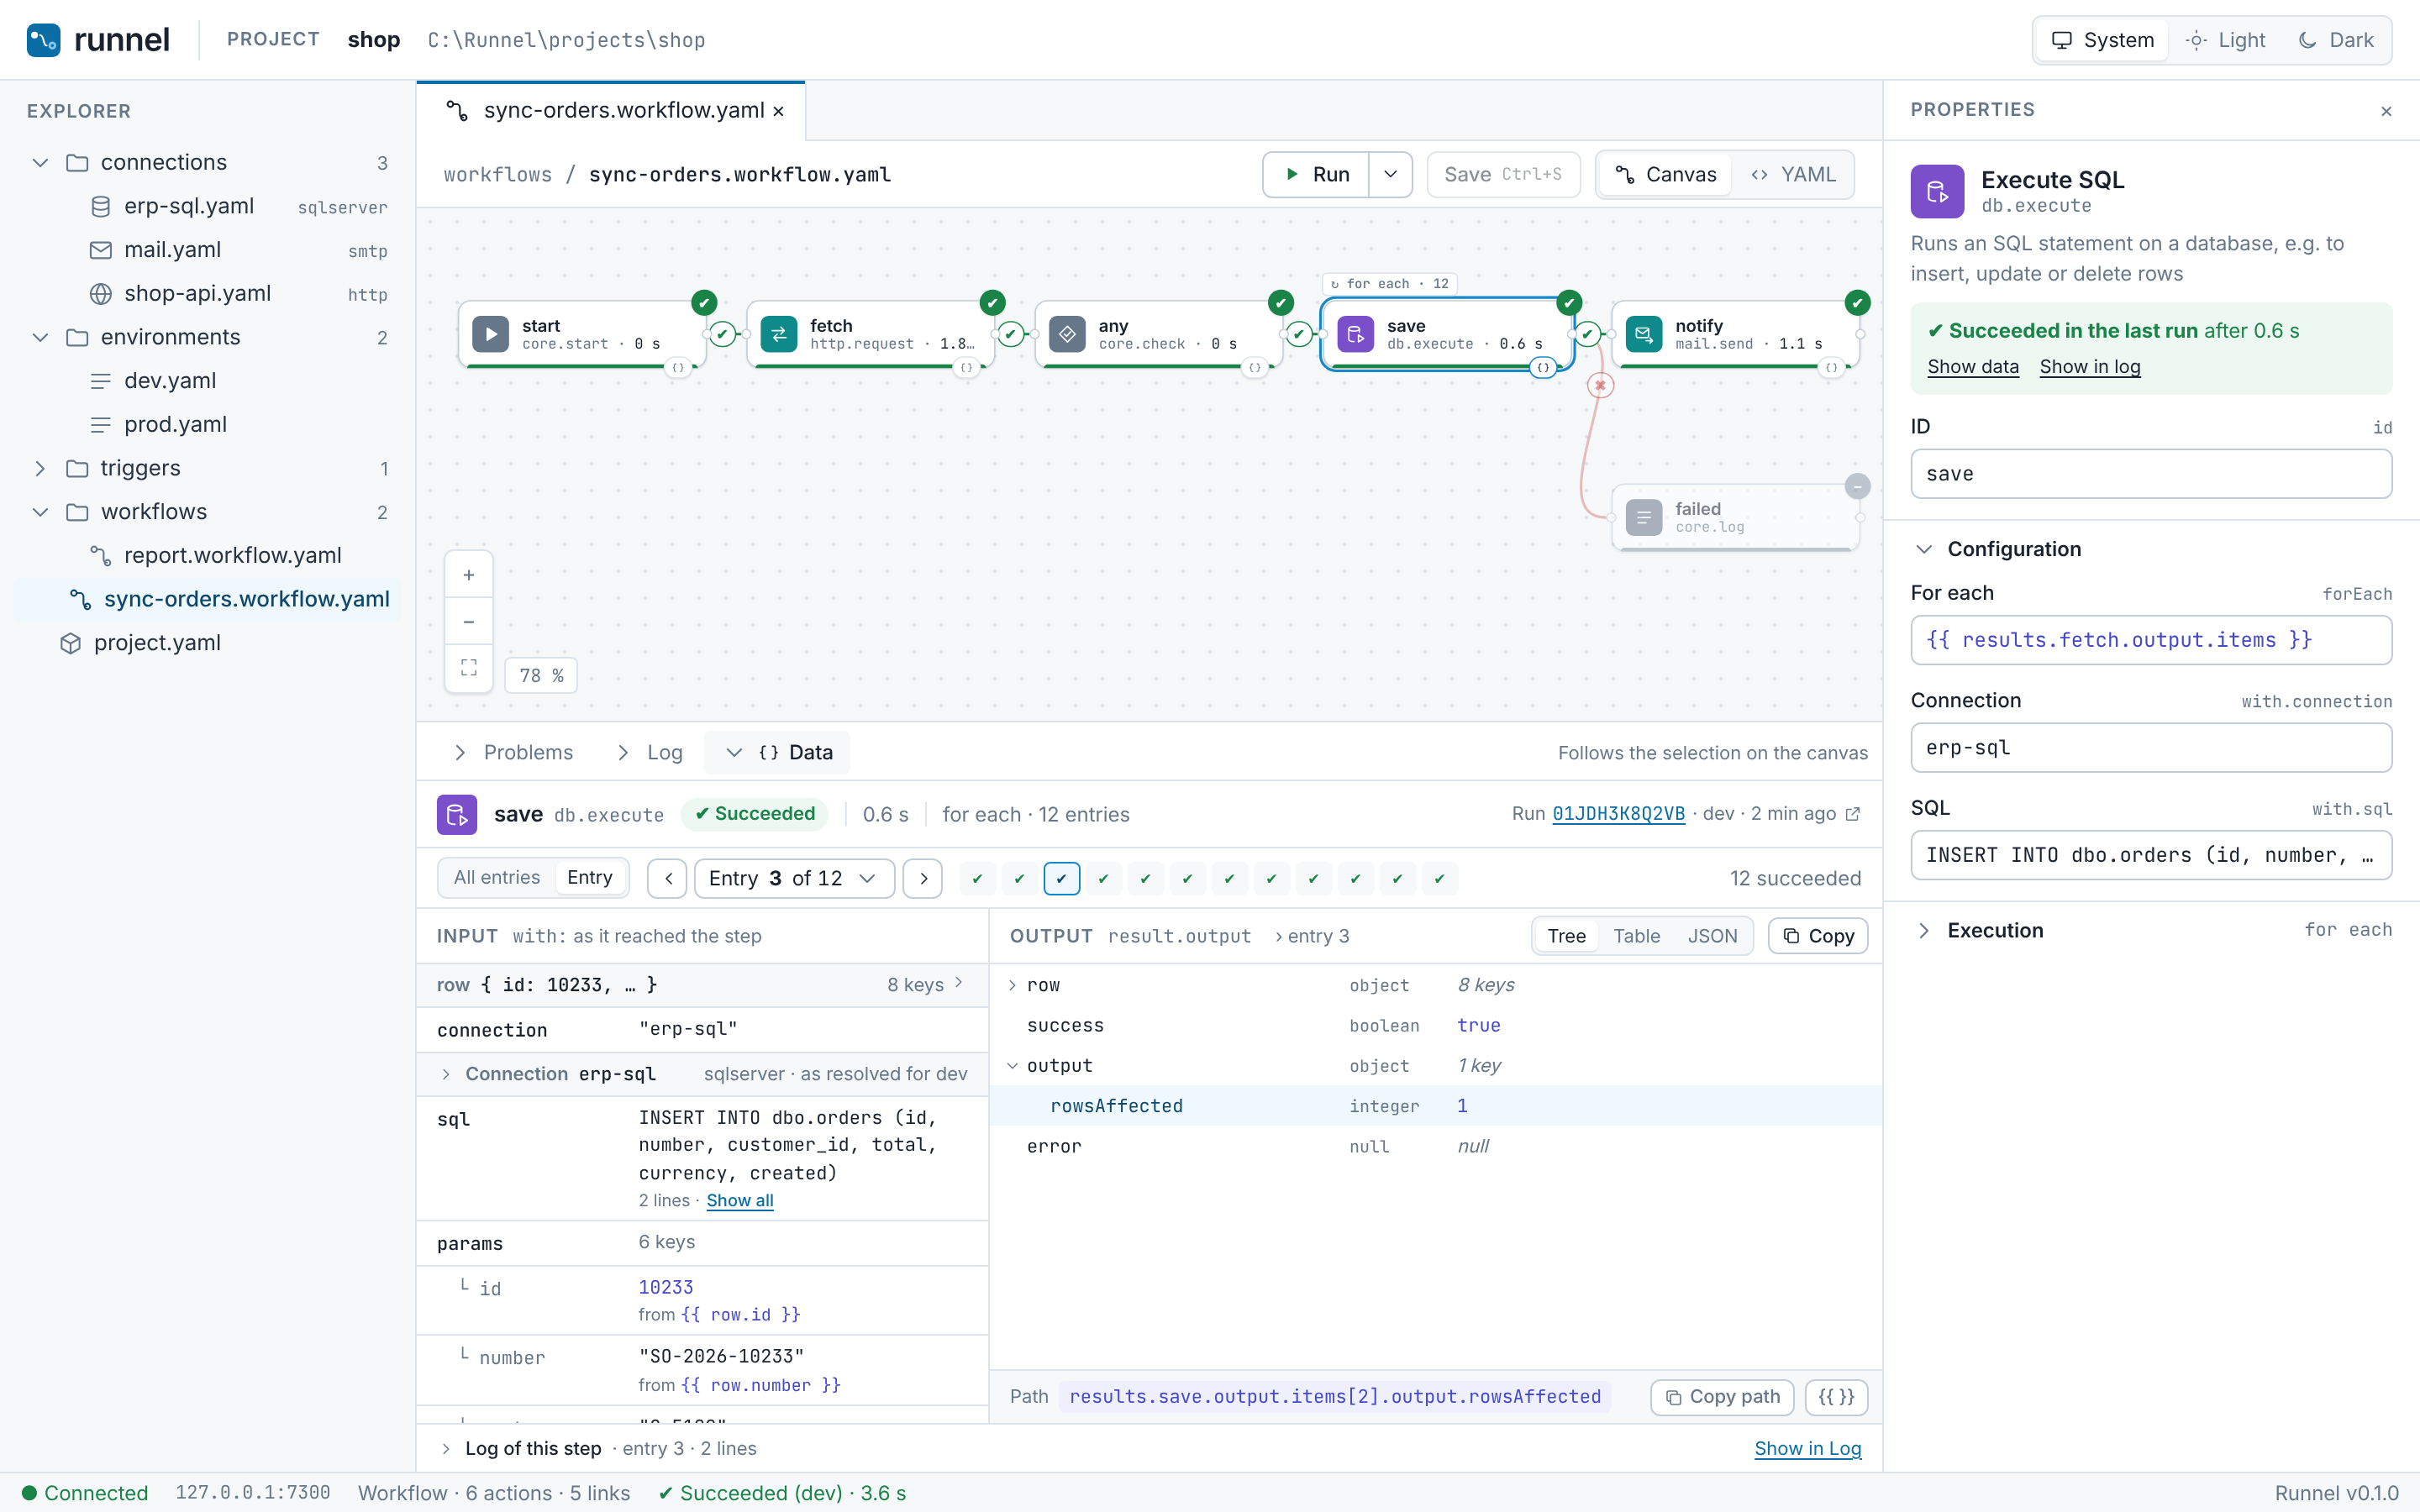 runnel PROJECT shop C:\Runnel\projects\shop System Light Dark
EXPLORER
connections 3
erp-sql.yaml sqlserver
mail.yaml smtp
shop-api.yaml http
environments 2
dev.yaml
prod.yaml
triggers 1
workflows 2
report.workflow.yaml
sync-orders.workflow.yaml
project.yaml
sync-orders.workflow.yaml ×
workflows / sync-orders.workflow.yaml Run Save Ctrl+S Canvas <> YAML
↻ for each · 12
start
core.start · 0 s
{}
fetch
http.request · 1.8…
{}
any
core.check · 0 s
{}
save
db.execute · 0.6 s
{}
notify
mail.send · 1.1 s
{}
failed
core.log
+
−
78 %
Problems Log {} Data Follows the selection on the canvas
save db.execute ✔ Succeeded 0.6 s for each · 12 entries Run 01JDH3K8Q2VB · dev · 2 min ago
All entries Entry ‹ Entry 3 of 12 › ✔ ✔ ✔ ✔ ✔ ✔ ✔ ✔ ✔ ✔ ✔ ✔ 12 succeeded
INPUT with: as it reached the step
row { id: 10233, … } 8 keys ›
connection "erp-sql"
› Connection erp-sql sqlserver · as resolved for dev
sql INSERT INTO dbo.orders (id,
number, customer_id, total,
currency, created)
2 lines · Show all
params 6 keys
└ id 10233
from {{ row.id }}
└ number "SO-2026-10233"
from {{ row.number }}
OUTPUT result.output › entry 3 Tree Table JSON Copy
› row object 8 keys
success boolean true
output object 1 key
rowsAffected integer 1
error null null
Path results.save.output.items[2].output.rowsAffected Copy path {{ }}
› Log of this step · entry 3 · 2 lines Show in Log
PROPERTIES ×
Execute SQL
db.execute
Runs an SQL statement on a database, e.g. to
insert, update or delete rows
✔ Succeeded in the last run after 0.6 s
Show data Show in log
ID id
save
Configuration
For each forEach
{{ results.fetch.output.items }}
Connection with.connection
erp-sql
SQL with.sql
INSERT INTO dbo.orders (id, number, …
Execution for each
Connected 127.0.0.1:7300 Workflow · 6 actions · 5 links ✔ Succeeded (dev) · 3.6 s Runnel v0.1.0